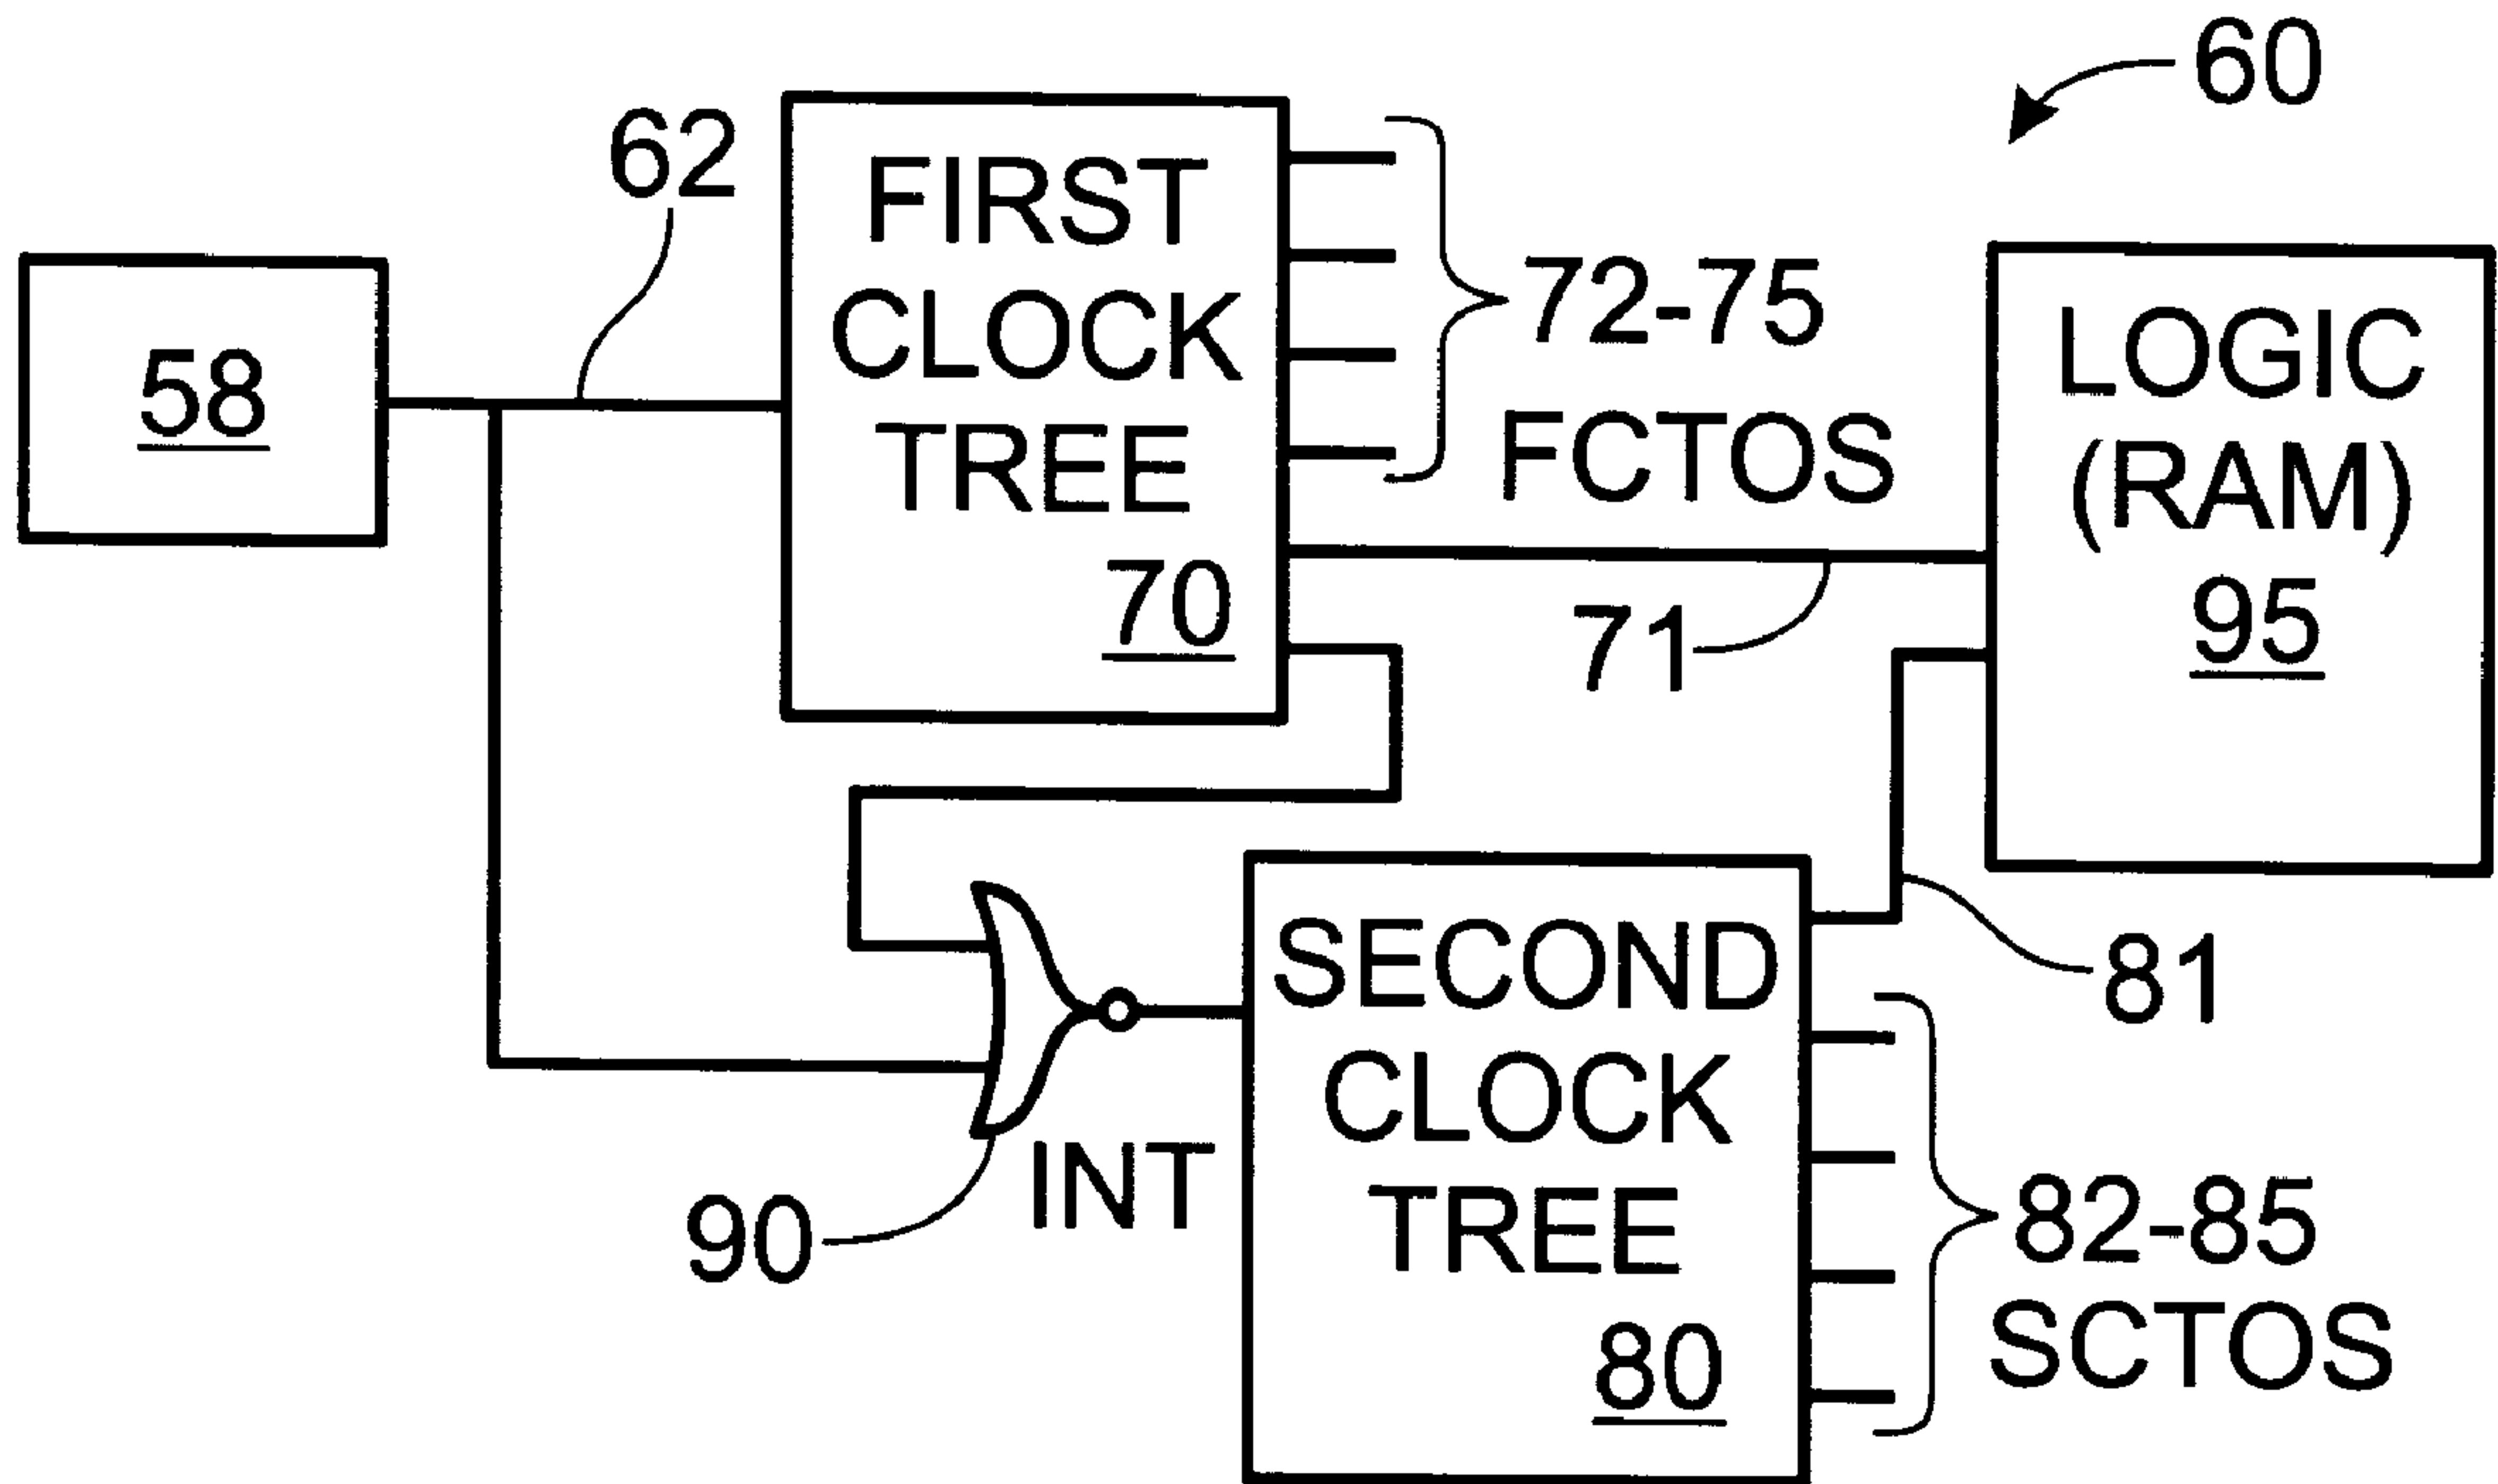 60
62
FIRST
CLOCK
TREE
70
72-75
FCTOS
58
LOGIC
(RAM)
95
71
81
SECOND
CLOCK
TREE
80
INT
90
82-85
SCTOS